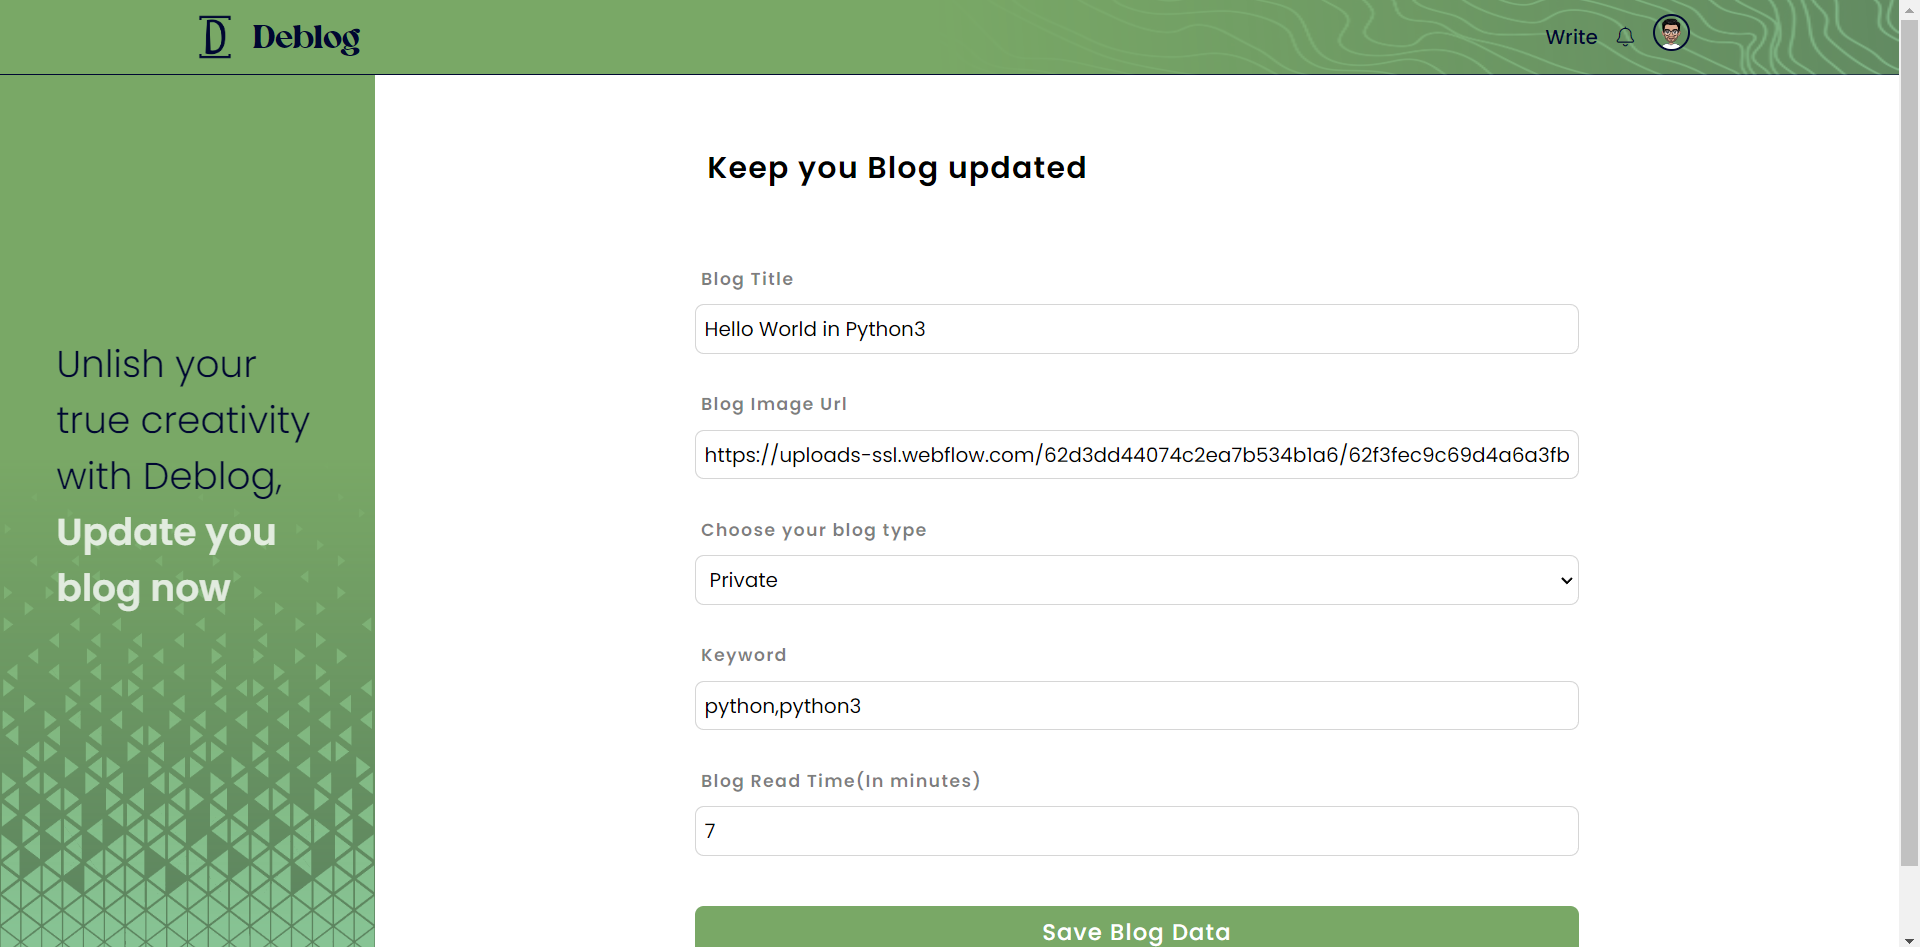 D Deblog
Write
Unlish your
true creativity
with Deblog,
Update you
blog now
Keep you Blog updated
Blog Title
Hello World in Python3
Blog Image Url
https://uploads-ssl.webflow.com/62d3dd44074c2ea7b534b1a6/62f3fec9c69d4a6a3fb
Choose your blog type
Private
Keyword
python,python3
Blog Read Time(In minutes)
7
Save Blog Data